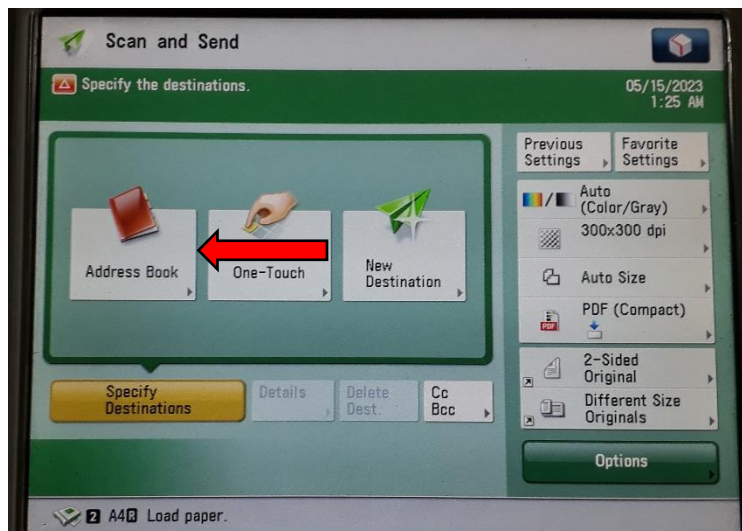 Scan and Send
Specify the destinations.
05/15/2023
1:25 AM
Address Book
One-Touch
New
Destination
Specify
Destinations
Details
Delete
Dest.
Cc
Bcc
Previous
Settings
Favorite
Settings
Auto
(Color/Gray)
300x300 dpi
Auto Size
PDF
PDF (Compact)
2-Sided
Original
Different Size
Originals
Options
2 A4R Load paper.